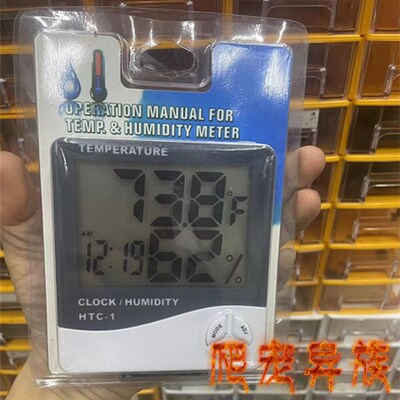 OPERATION MANUAL FOR
TEMP. & HUMIDITY METER
TEMPERATURE
73.8°F
AM
12:19 62%
CLOCK / HUMIDITY
HTC-1
MODE
ADJ
爬宠异族